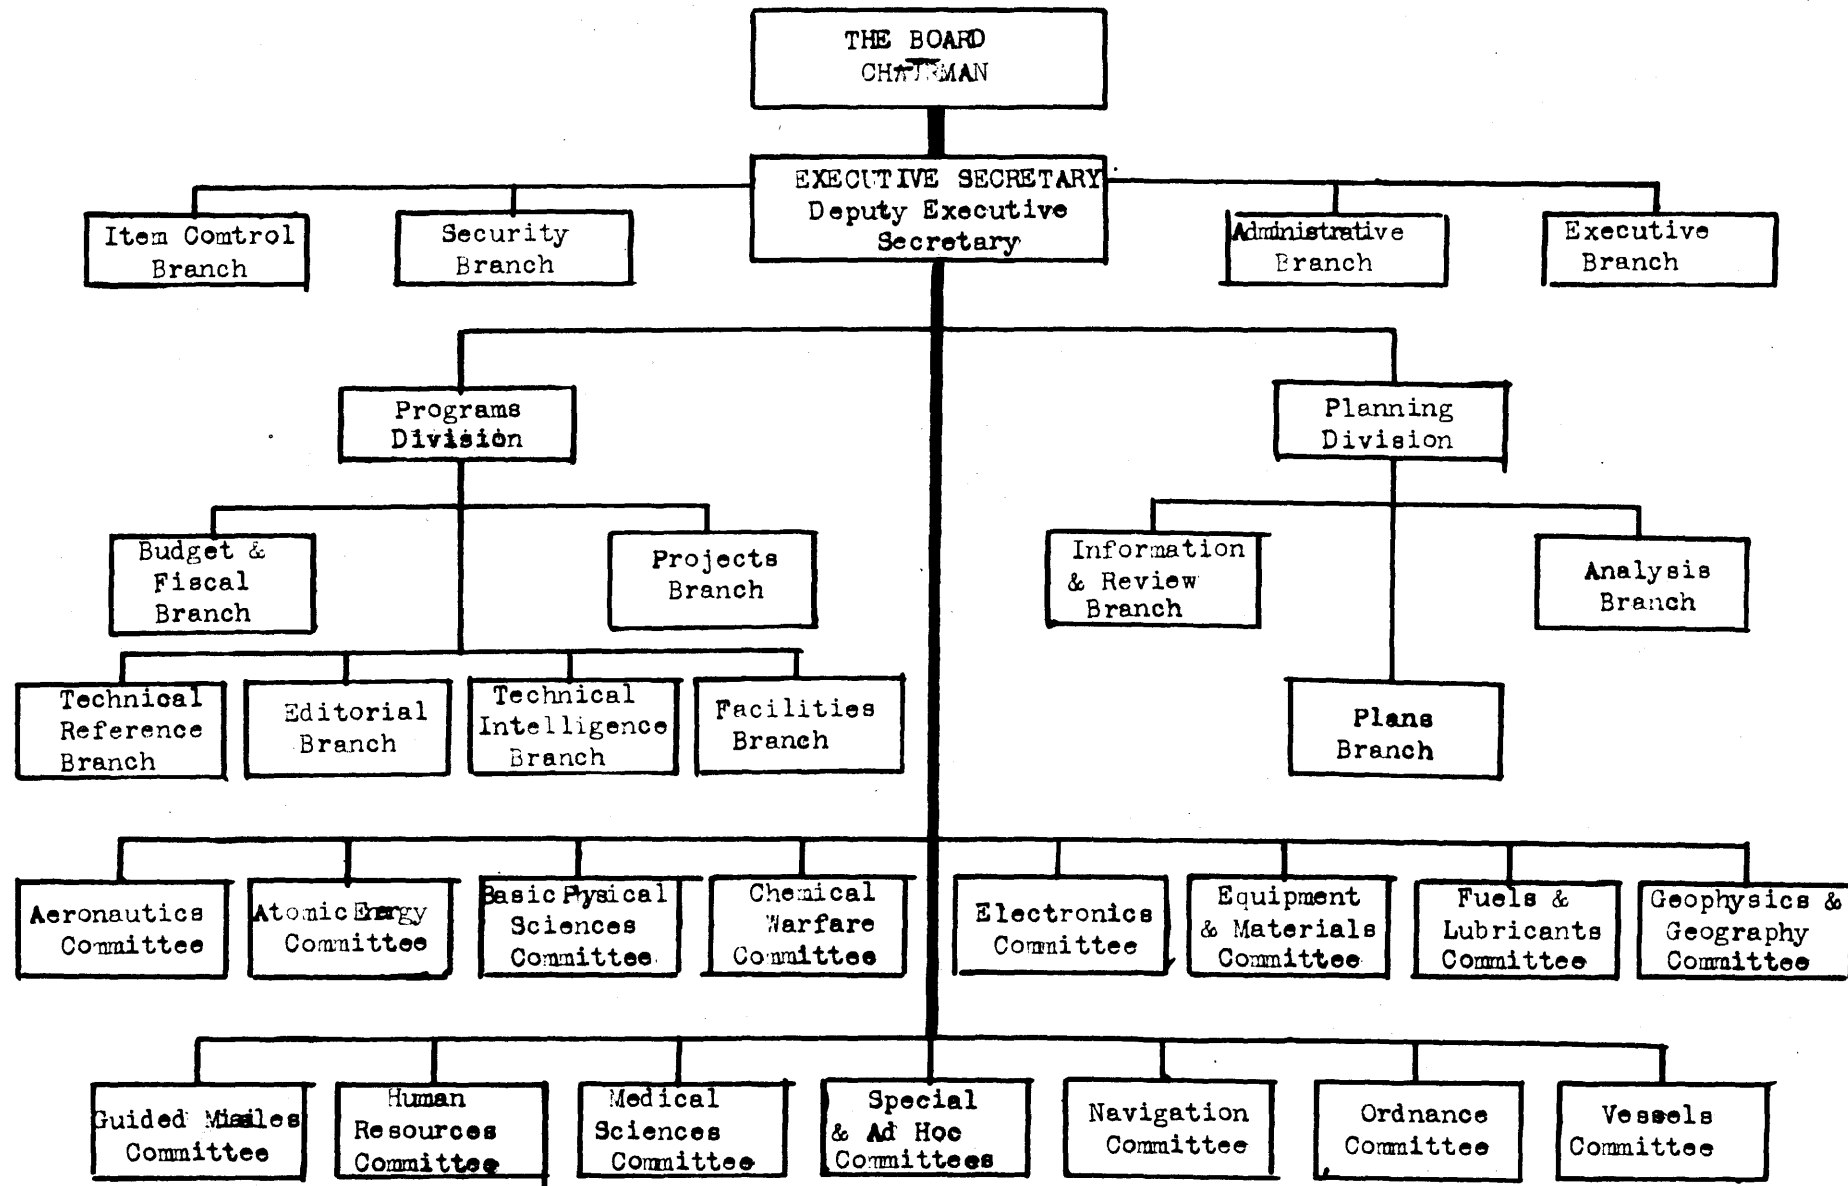 THE BOARD
CHAIRMAN
EXECUTIVE SECRETARY
Deputy Executive
Secretary
Item Comtrol
Branch
Security
Branch
Administrative
Branch
Executive
Branch
Programs
Division
Planning
Division
Budget &
Fiscal
Branch
Projects
Branch
Information
& Review
Branch
Analysis
Branch
Technical
Reference
Branch
Editorial
Branch
Technical
Intelligence
Branch
Facilities
Branch
Plans
Branch
Aeronautics
Committee
Atomic Energy
Committee
Basic Physical
Sciences
Committee
Chemical
Warfare
Committee
Electronics
Committee
Equipment
& Materials
Committee
Fuels &
Lubricants
Committee
Geophysics &
Geography
Committee
Guided Missiles
Committee
Human
Resources
Committee
Medical
Sciences
Committee
Special
& Ad Hoc
Committees
Navigation
Committee
Ordnance
Committee
Vessels
Committee